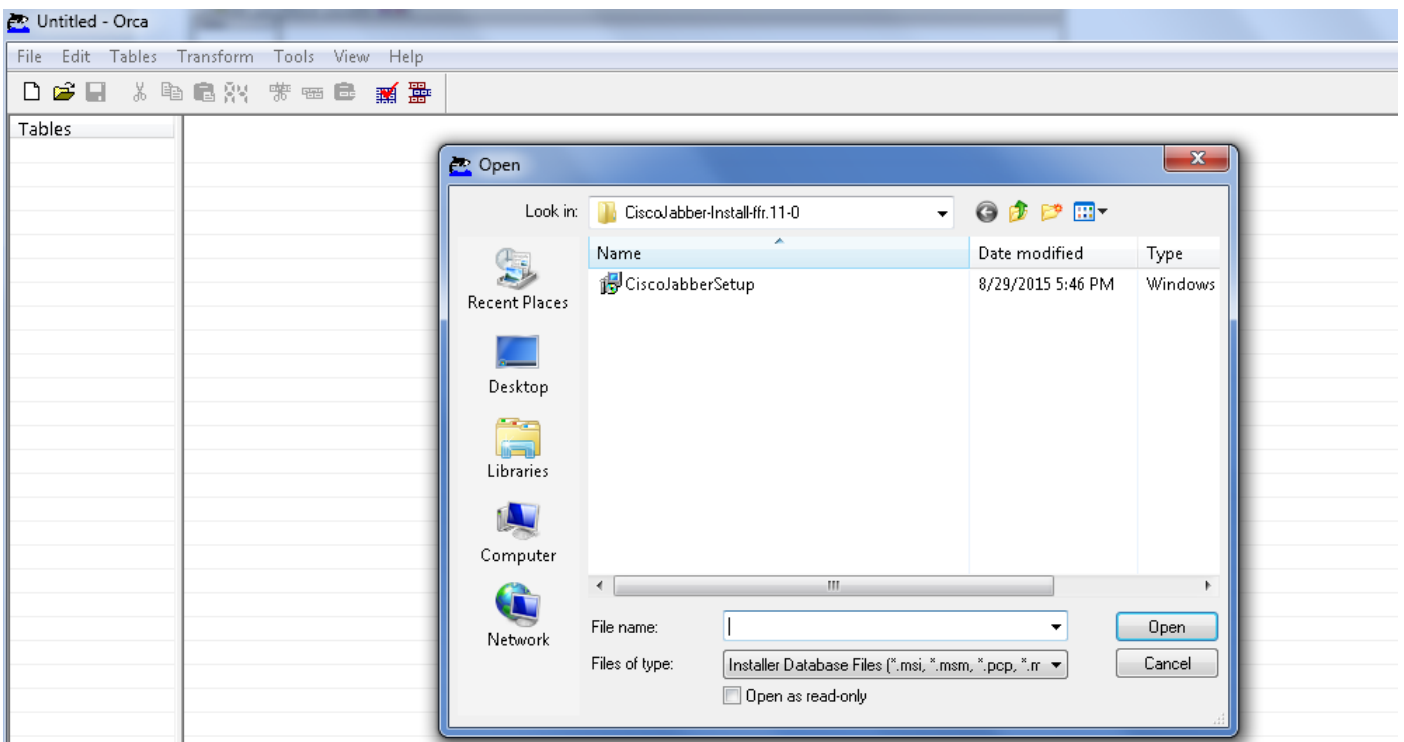 Untitled - Orca
File Edit Tables Transform Tools View Help
Tables
Open
Look in: CiscoJabber-Install-ffr.11-0
Name Date modified Type
CiscoJabberSetup 8/29/2015 5:46 PM Windows
Recent Places
Desktop
Libraries
Computer
Network
File name: Open
Files of type: Installer Database Files (*.msi, *.msm, *.pcp, *.m Cancel
Open as read-only